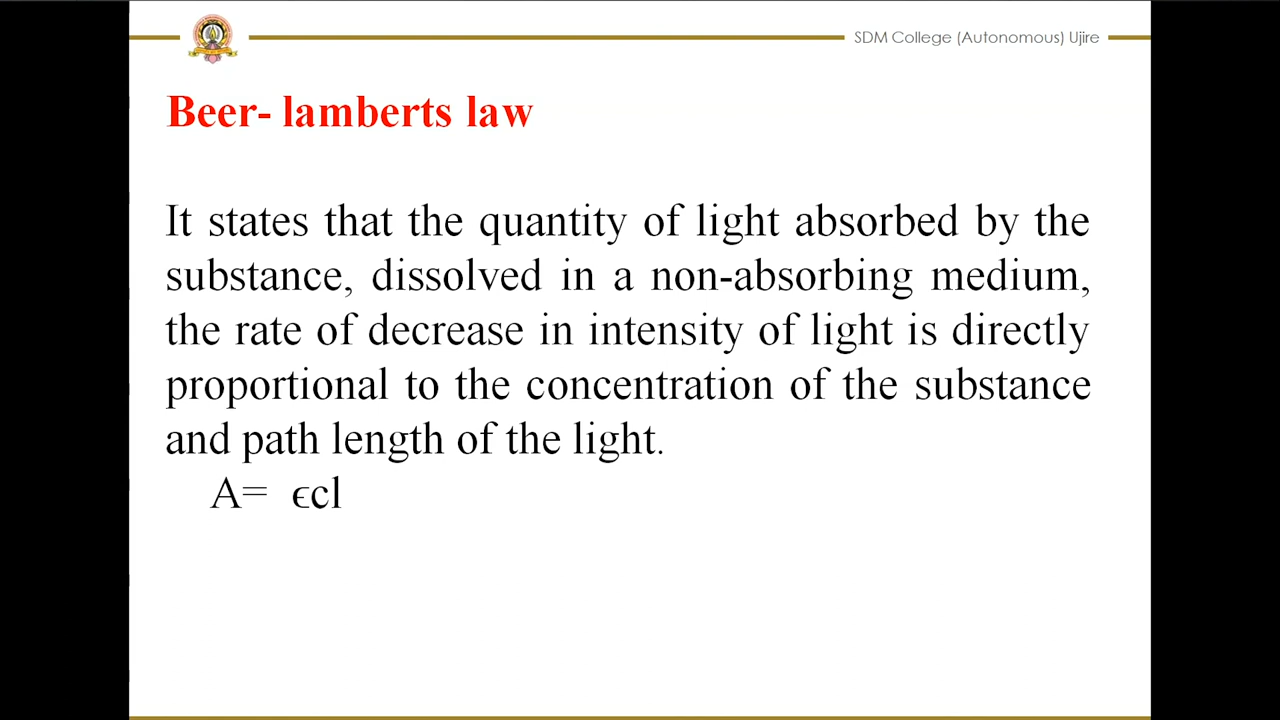 SDM College (Autonomous) Ujire
Beer- lamberts law
It states that the quantity of light absorbed by the
substance, dissolved in a non-absorbing medium,
the rate of decrease in intensity of light is directly
proportional to the concentration of the substance
and path length of the light.
A= ϵcl